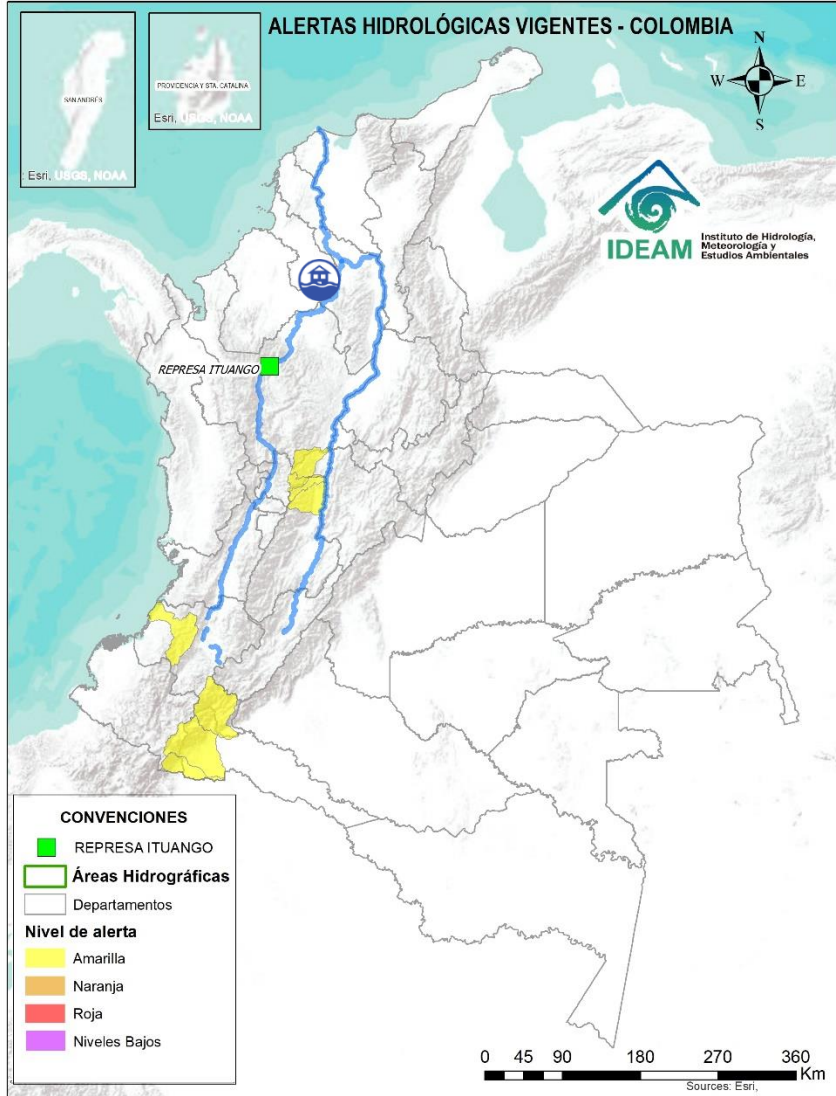 ALERTAS HIDROLÓGICAS VIGENTES - COLOMBIA
SAN ANDRÉS
Esri, USGS, NOAA
PROVIDENCIA Y STA. CATALINA
Esri, USGS, NOAA
N
W E
S
IDEAM
Instituto de Hidrología,
Meteorología y
Estudios Ambientales
REPRESA ITUANGO
CONVENCIONES
REPRESA ITUANGO
Áreas Hidrográficas
Departamentos
Nivel de alerta
Amarilla
Naranja
Roja
Niveles Bajos
0 45 90 180 270 360
Km
Sources: Esri,